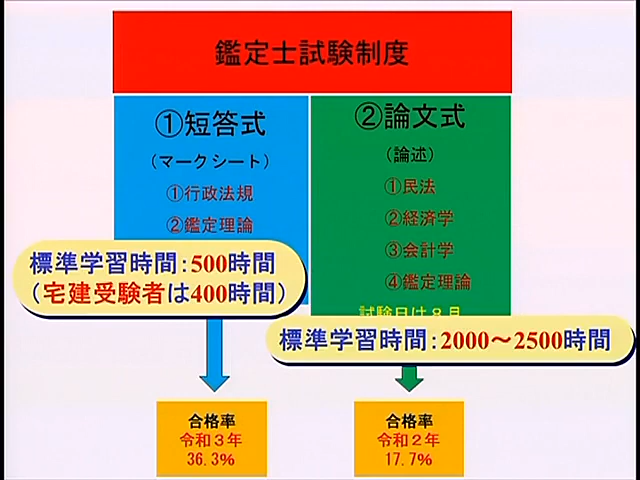 鑑定士試験制度
①短答式
(マークシート)
①行政法規
②鑑定理論
標準学習時間:500時間
(宅建受験者は400時間)
合格率
令和3年
36.3%
②論文式
(論述)
①民法
②経済学
③会計学
④鑑定理論
試験日は8月
標準学習時間:2000～2500時間
合格率
令和2年
17.7%